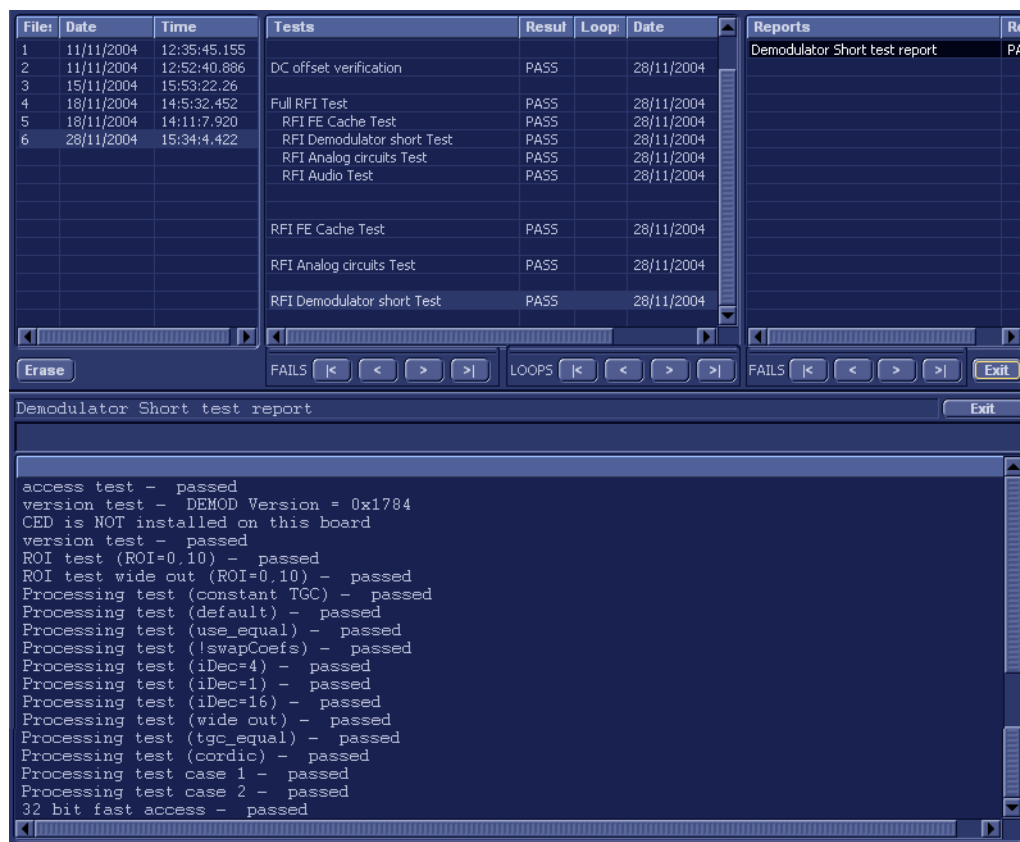 Files Date Time
1 11/11/2004 12:35:45.155
2 11/11/2004 12:52:40.886
3 15/11/2004 15:53:22.26
4 18/11/2004 14:5:32.452
5 18/11/2004 14:11:7.920
6 28/11/2004 15:34:4.422
Erase
Tests Resul Loop: Date
DC offset verification PASS 28/11/2004
Full RFI Test PASS 28/11/2004
RFI FE Cache Test PASS 28/11/2004
RFI Demodulator short Test PASS 28/11/2004
RFI Analog circuits Test PASS 28/11/2004
RFI Audio Test PASS 28/11/2004
RFI FE Cache Test PASS 28/11/2004
RFI Analog circuits Test PASS 28/11/2004
RFI Demodulator short Test PASS 28/11/2004
FAILS |< < > >| LOOPS |< < > >|
Reports Re
Demodulator Short test report PA
FAILS |< < > >| Exit
Demodulator Short test report Exit
access test - passed
version test - DEMOD Version = 0x1784
CED is NOT installed on this board
version test - passed
ROI test (ROI=0,10) - passed
ROI test wide out (ROI=0,10) - passed
Processing test (constant TGC) - passed
Processing test (default) - passed
Processing test (use_equal) - passed
Processing test (!swapCoefs) - passed
Processing test (iDec=4) - passed
Processing test (iDec=1) - passed
Processing test (iDec=16) - passed
Processing test (wide out) - passed
Processing test (tgc_equal) - passed
Processing test (cordic) - passed
Processing test case 1 - passed
Processing test case 2 - passed
32 bit fast access - passed